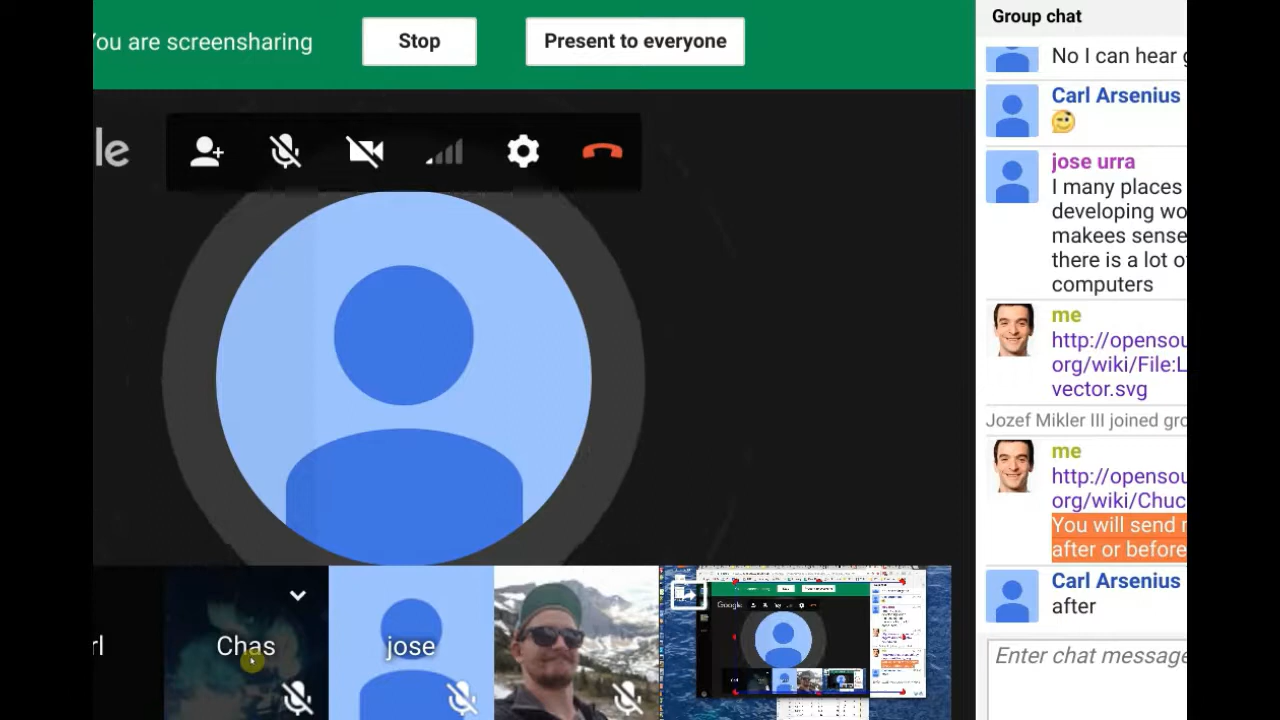 You are screensharing
Stop
Present to everyone
le
rl
Chas
jose
Google
Group chat
No I can hear
Carl Arsenius
jose urra
I many places
developing wo
makees sense
there is a lot o
computers
me
http://opensou
org/wiki/File:L
vector.svg
Jozef Mikler III joined gro
me
http://opensou
org/wiki/Chuc
You will send
after or before
Carl Arsenius
after
Enter chat message